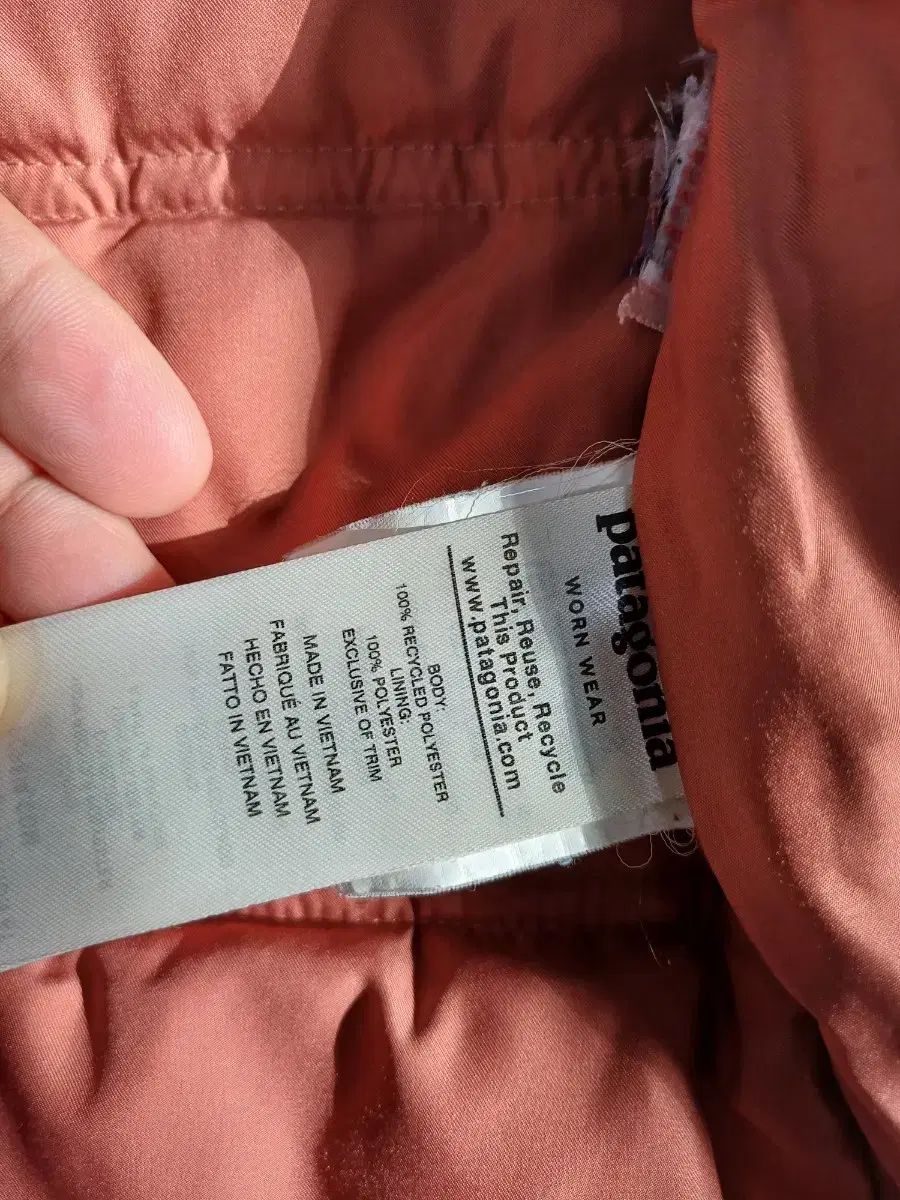 patagonia
WORN WEAR
Repair, Reuse, Recycle
This Product
www.patagonia.com
BODY:
100% RECYCLED POLYESTER
LINING:
100% POLYESTER
EXCLUSIVE OF TRIM
MADE IN VIETNAM
FABRIQUÉ AU VIETNAM
HECHO EN VIETNAM
FATTO IN VIETNAM